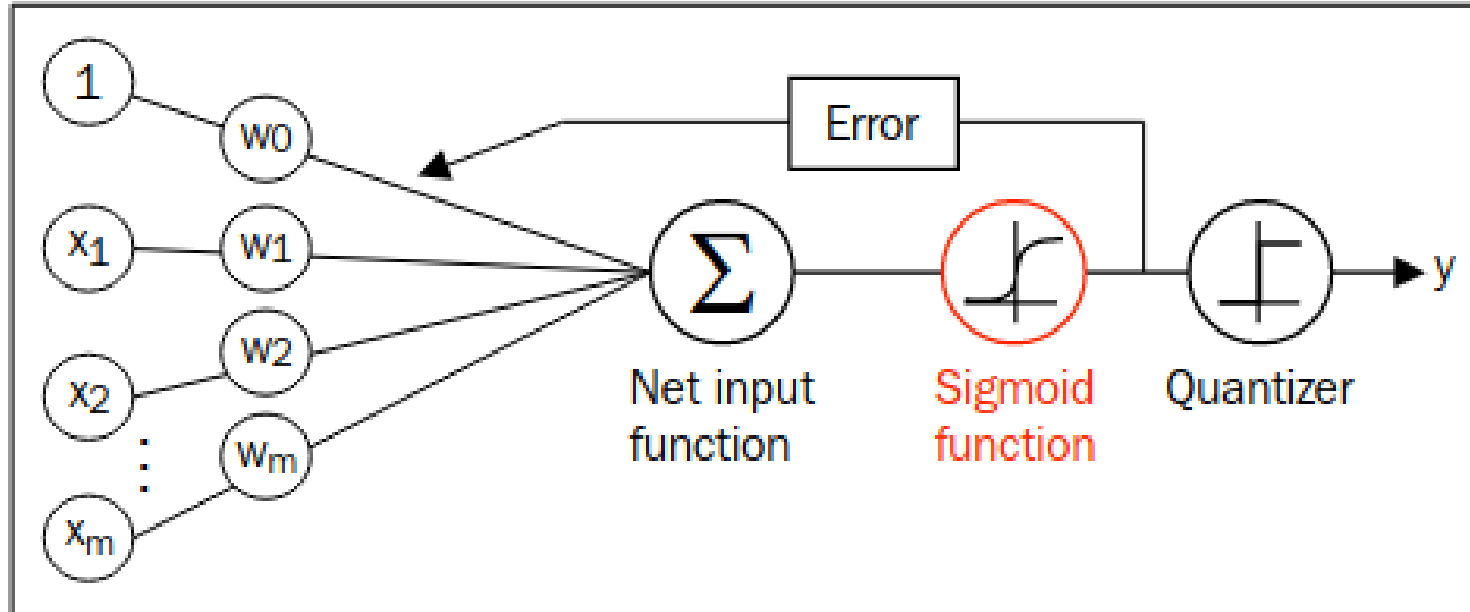 1
w0
Error
x1
w1
Σ
y
w2
x2
Net input
function
Sigmoid
function
Quantizer
wm
⋮
xm